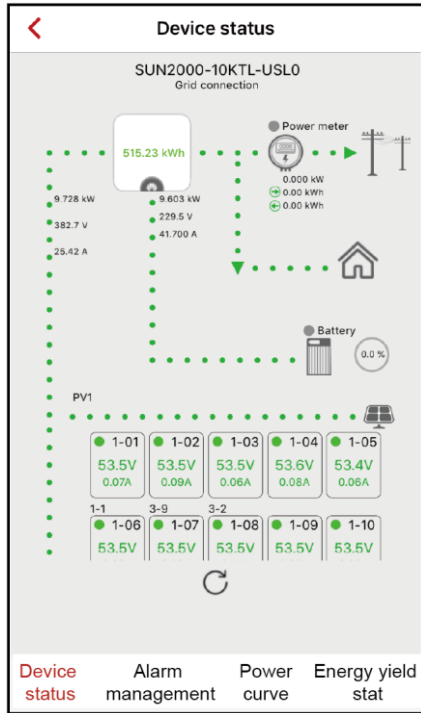 Device status
SUN2000-10KTL-USL0
Grid connection
515.23 kWh
Power meter
0.000 kW
0.00 kWh
0.00 kWh
9.728 kW
382.7 V
25.42 A
9.603 kW
229.5 V
41.700 A
Battery
0.0 %
PV1
1-01 1-02 1-03 1-04 1-05
53.5V 53.5V 53.5V 53.6V 53.4V
0.07A 0.09A 0.06A 0.08A 0.06A
1-1 3-9 3-2
1-06 1-07 1-08 1-09 1-10
53.5V 53.5V 53.5V 53.5V 53.5V
Device status
Alarm management
Power curve
Energy yield stat